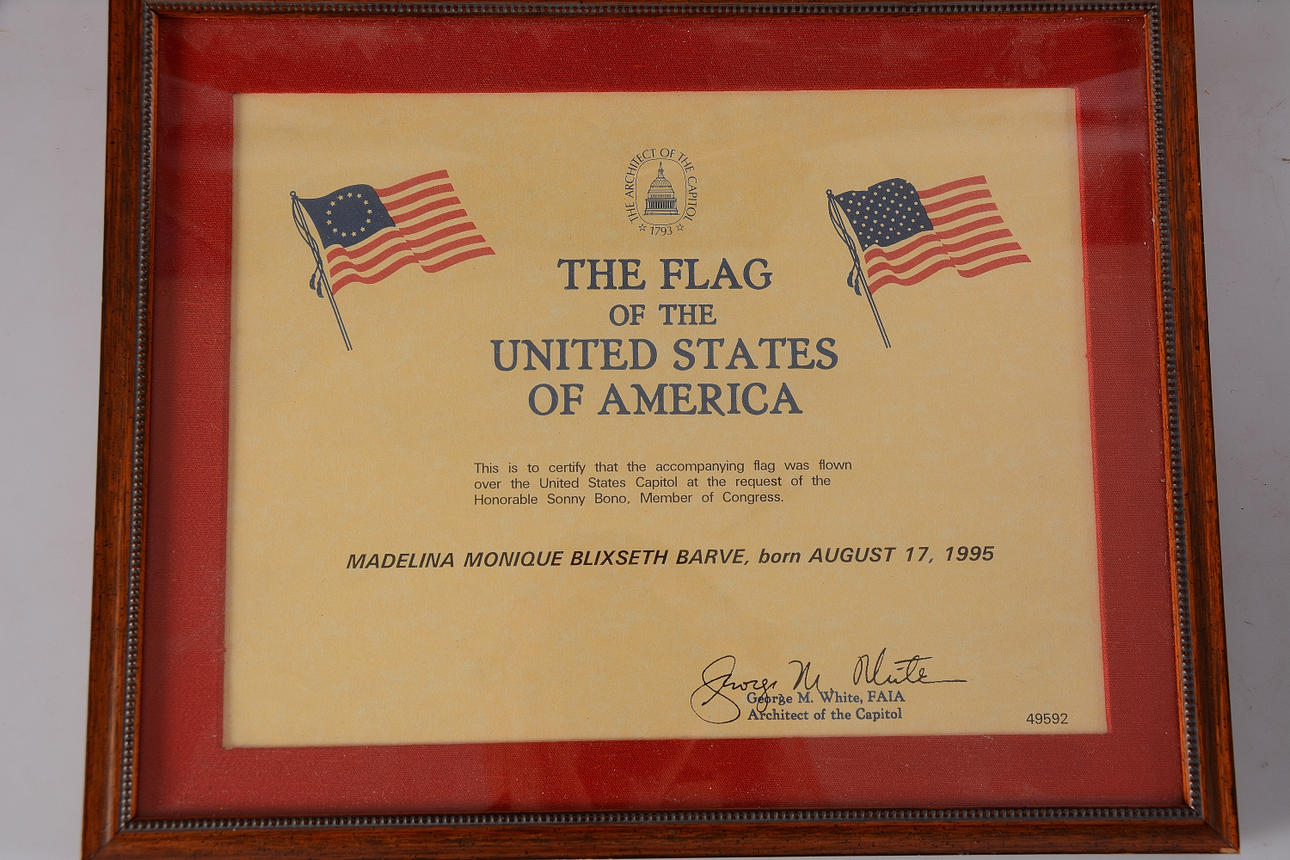 THE ARCHITECT OF THE CAPITOL
1793
THE FLAG
OF THE
UNITED STATES
OF AMERICA
This is to certify that the accompanying flag was flown
over the United States Capitol at the request of the
Honorable Sonny Bono, Member of Congress.
MADELINA MONIQUE BLIXSETH BARVE, born AUGUST 17, 1995
George M. White
George M. White, FAIA
Architect of the Capitol
49592